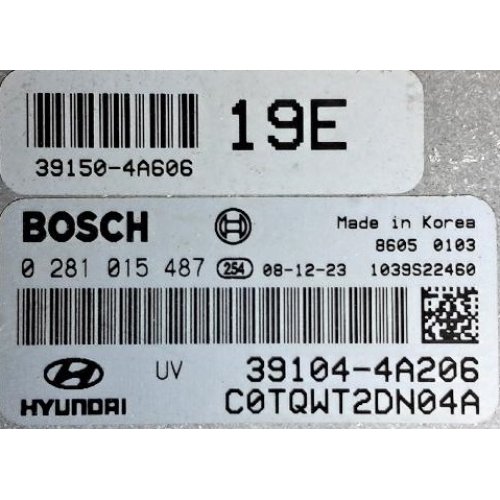 19E
39150-4A606
BOSCH
Made in Korea
8605 0103
0 281 015 487 254 08-12-23 1039S22460
UV 39104-4A206
HYUNDAI C0TQWT2DN04A